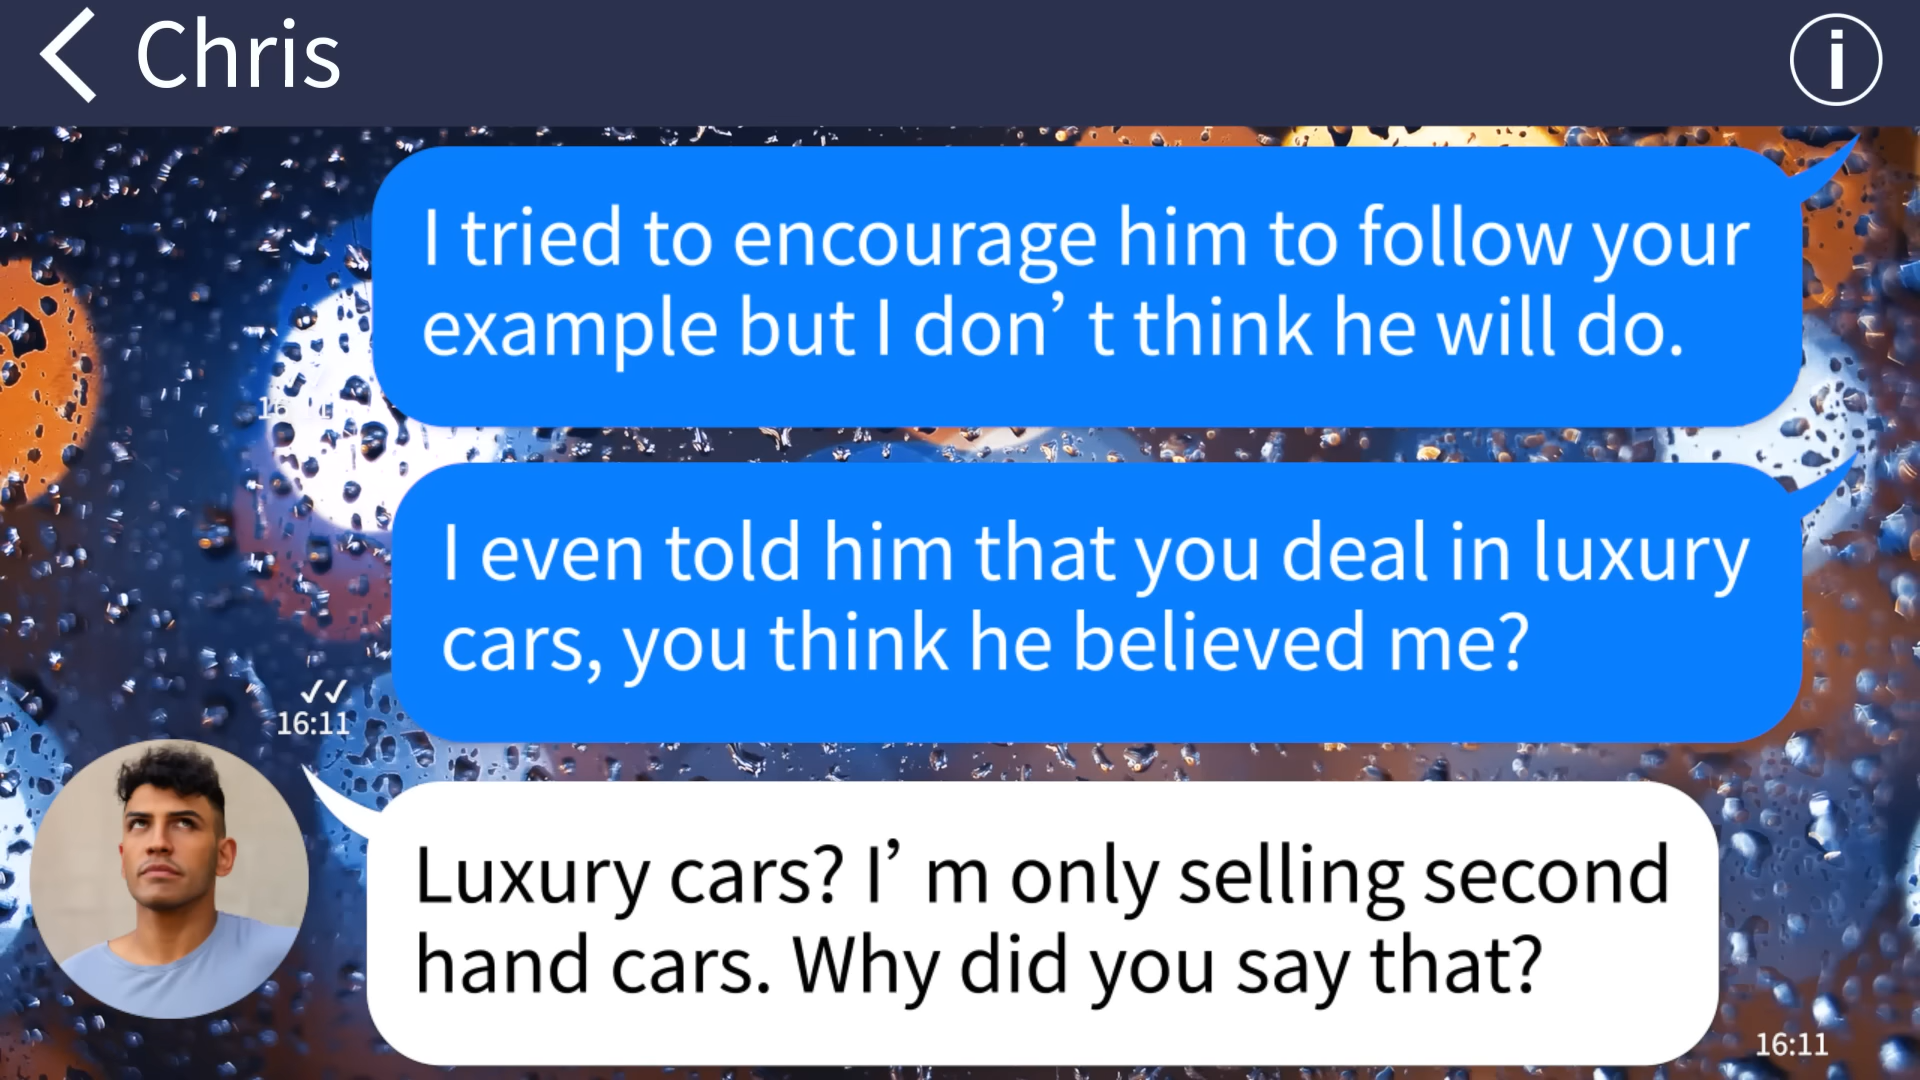 Chris
I tried to encourage him to follow your
example but I don’t think he will do.
16:11
I even told him that you deal in luxury
cars, you think he believed me?
16:11
Luxury cars? I’m only selling second
hand cars. Why did you say that?
16:11